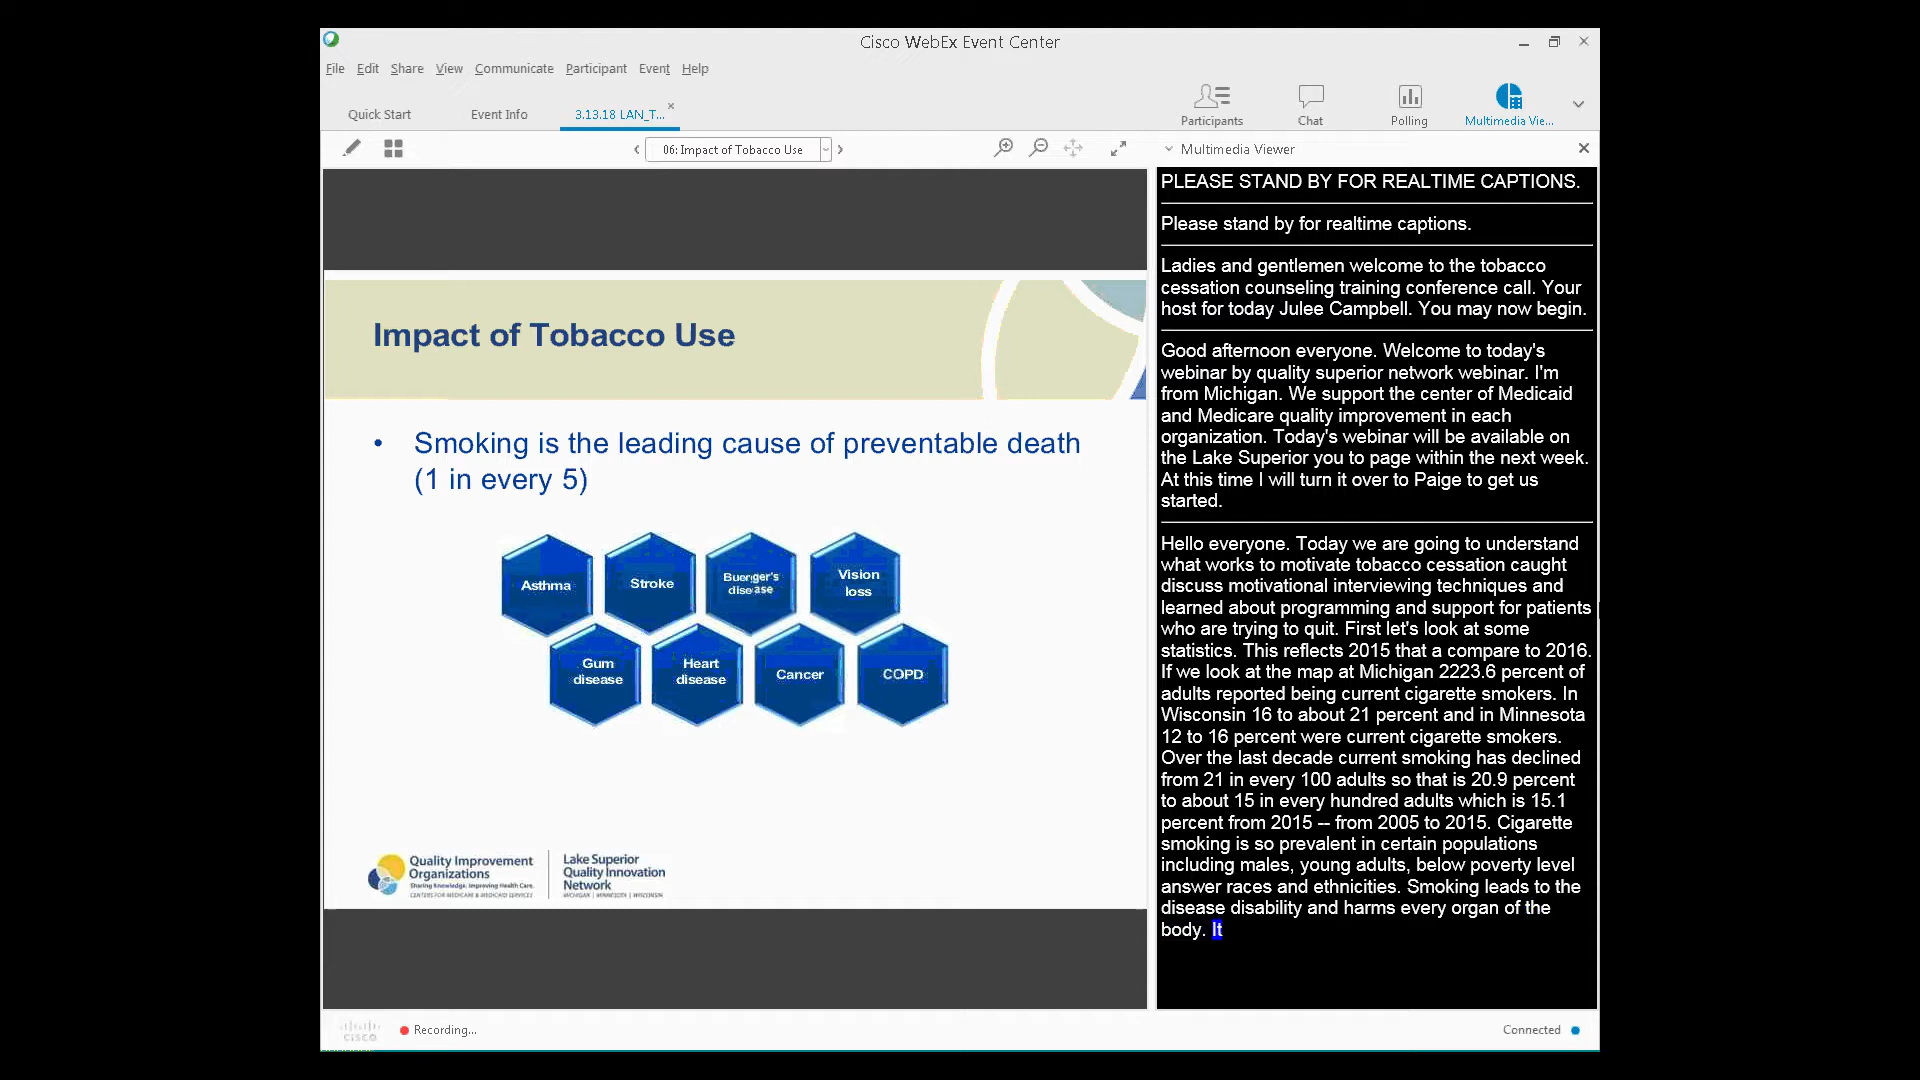 Cisco WebEx Event Center
File Edit Share View Communicate Participant Event Help
Quick Start Event Info 3.13.18 LAN_T...
Participants Chat Polling Multimedia Vie...
06: Impact of Tobacco Use
Impact of Tobacco Use
• Smoking is the leading cause of preventable death
(1 in every 5)
Asthma
Stroke
Buerger's
disease
Vision
loss
Gum
disease
Heart
disease
Cancer
COPD
Quality Improvement
Organizations
Sharing Knowledge. Improving Health Care.
CENTERS FOR MEDICARE & MEDICAID SERVICES
Lake Superior
Quality Innovation
Network
MICHIGAN | MINNESOTA | WISCONSIN
Multimedia Viewer
PLEASE STAND BY FOR REALTIME CAPTIONS.
Please stand by for realtime captions.
Ladies and gentlemen welcome to the tobacco
cessation counseling training conference call. Your
host for today Julee Campbell. You may now begin.
Good afternoon everyone. Welcome to today's
webinar by quality superior network webinar. I'm
from Michigan. We support the center of Medicaid
and Medicare quality improvement in each
organization. Today's webinar will be available on
the Lake Superior you to page within the next week.
At this time I will turn it over to Paige to get us
started.
Hello everyone. Today we are going to understand
what works to motivate tobacco cessation caught
discuss motivational interviewing techniques and
learned about programming and support for patients
who are trying to quit. First let's look at some
statistics. This reflects 2015 that a compare to 2016.
If we look at the map at Michigan 2223.6 percent of
adults reported being current cigarette smokers. In
Wisconsin 16 to about 21 percent and in Minnesota
12 to 16 percent were current cigarette smokers.
Over the last decade current smoking has declined
from 21 in every 100 adults so that is 20.9 percent
to about 15 in every hundred adults which is 15.1
percent from 2015 -- from 2005 to 2015. Cigarette
smoking is so prevalent in certain populations
including males, young adults, below poverty level
answer races and ethnicities. Smoking leads to the
disease disability and harms every organ of the
body. It
cisco
Recording...
Connected